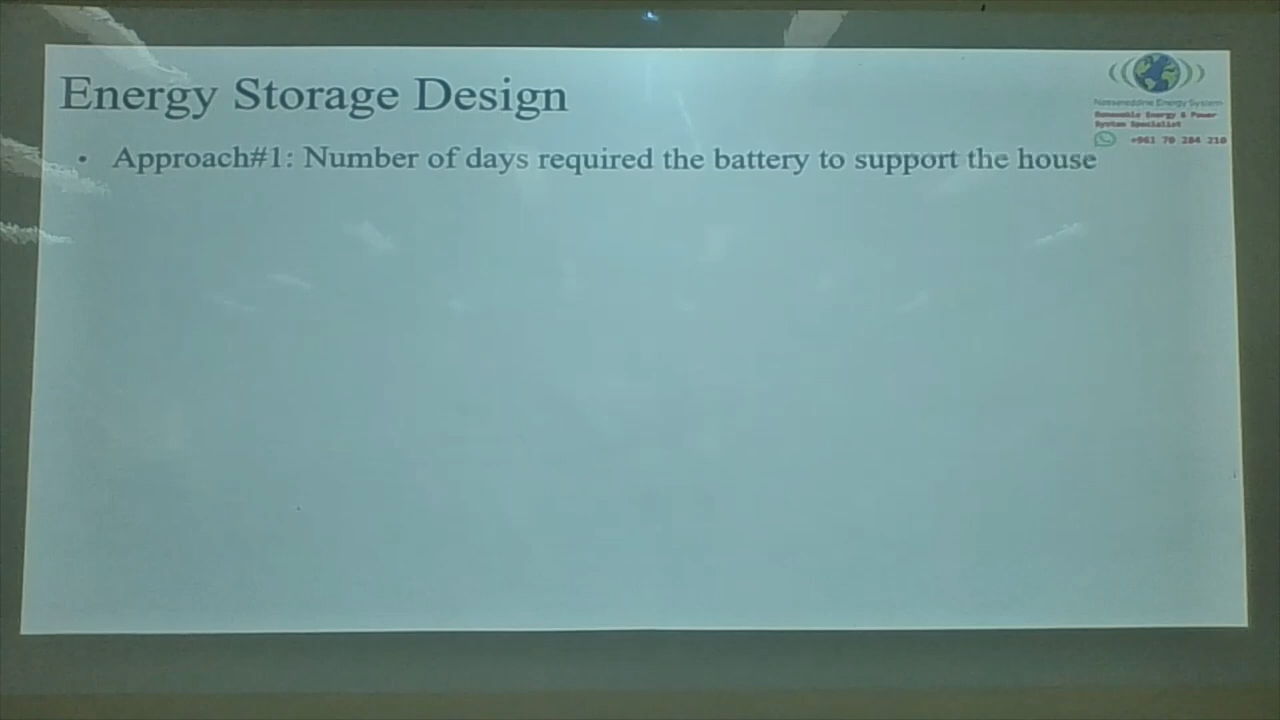 Energy Storage Design
• Approach#1: Number of days required the battery to support the house
Nassereddine Energy System
Renewable Energy & Power
System Specialist
+961 70 284 210